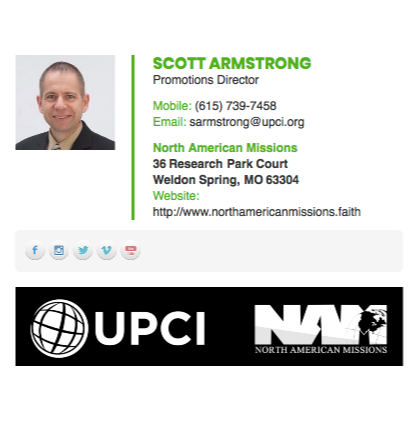 SCOTT ARMSTRONG
Promotions Director
Mobile: (615) 739-7458
Email: sarmstrong@upci.org
North American Missions
36 Research Park Court
Weldon Spring, MO 63304
Website:
http://www.northamericanmissions.faith
UPCI
NAM
NORTH AMERICAN MISSIONS